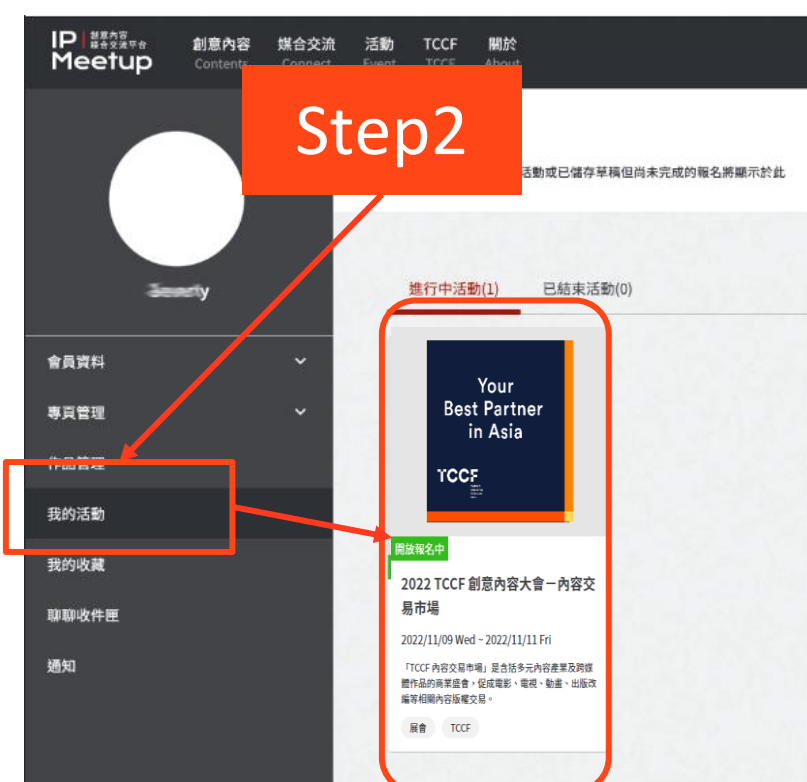 IP 創意內容
媒合交流平台
Meetup
創意內容
Contents
媒合交流
Connect
活動
Event
TCCF
TCCF
關於
About
Step2
活動或已儲存草稿但尚未完成的報名將顯示於此
進行中活動(1)
已結束活動(0)
會員資料
專頁管理
作品管理
我的活動
我的收藏
聊聊收件匣
通知
Your
Best Partner
in Asia
TCCF
開放報名中
2022 TCCF 創意內容大會－內容交
易市場
2022/11/09 Wed ~ 2022/11/11 Fri
「TCCF 內容交易市場」是含括多元內容產業及跨媒
體作品的商業盛會，促成電影、電視、動畫、出版改
編等相關內容版權交易。
展會
TCCF